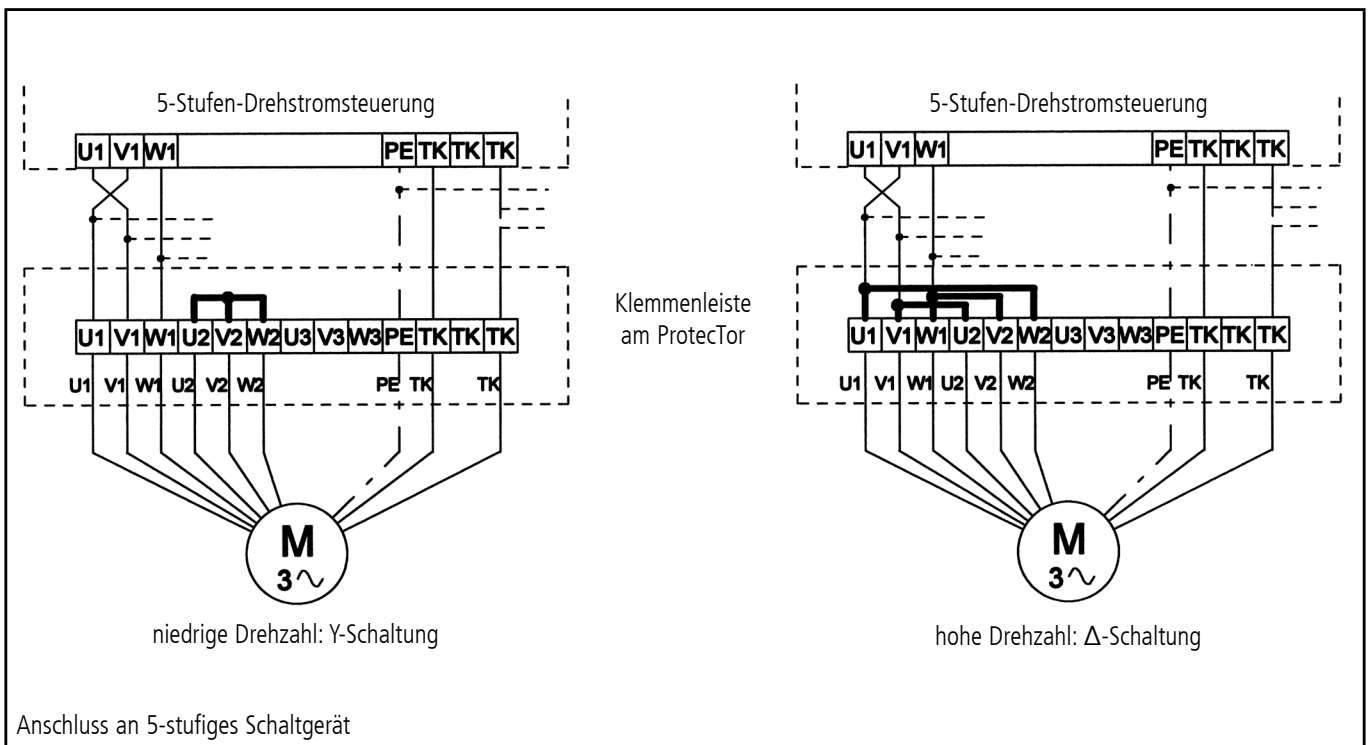 5-Stufen-Drehstromsteuerung
U1 V1 W1 PE TK TK TK
U1 V1 W1 U2 V2 W2 U3 V3 W3 PE TK TK TK
U1 V1 W1 U2 V2 W2 PE TK TK
M
3~
niedrige Drehzahl: Y-Schaltung
Klemmenleiste
am ProtecTor
5-Stufen-Drehstromsteuerung
U1 V1 W1 PE TK TK TK
U1 V1 W1 U2 V2 W2 U3 V3 W3 PE TK TK TK
U1 V1 W1 U2 V2 W2 PE TK TK
M
3~
hohe Drehzahl: Δ-Schaltung
Anschluss an 5-stufiges Schaltgerät